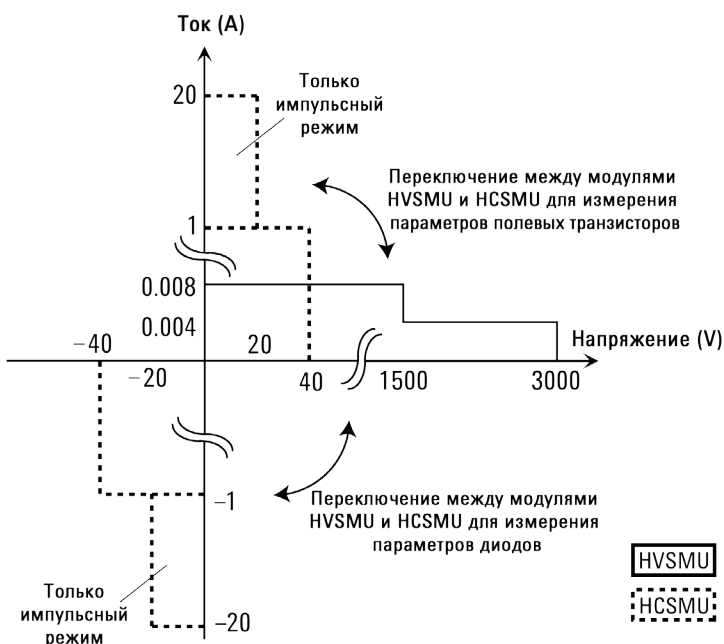 Ток (A)
20
Только
импульсный
режим
Переключение между модулями
HVSMU и HCSMU для измерения
параметров полевых транзисторов
1
0.008
0.004
−40
20
Напряжение (V)
−20
40
1500
3000
−1
Переключение между модулями
HVSMU и HCSMU для измерения
параметров диодов
HVSMU
Только
импульсный
режим
−20
HCSMU